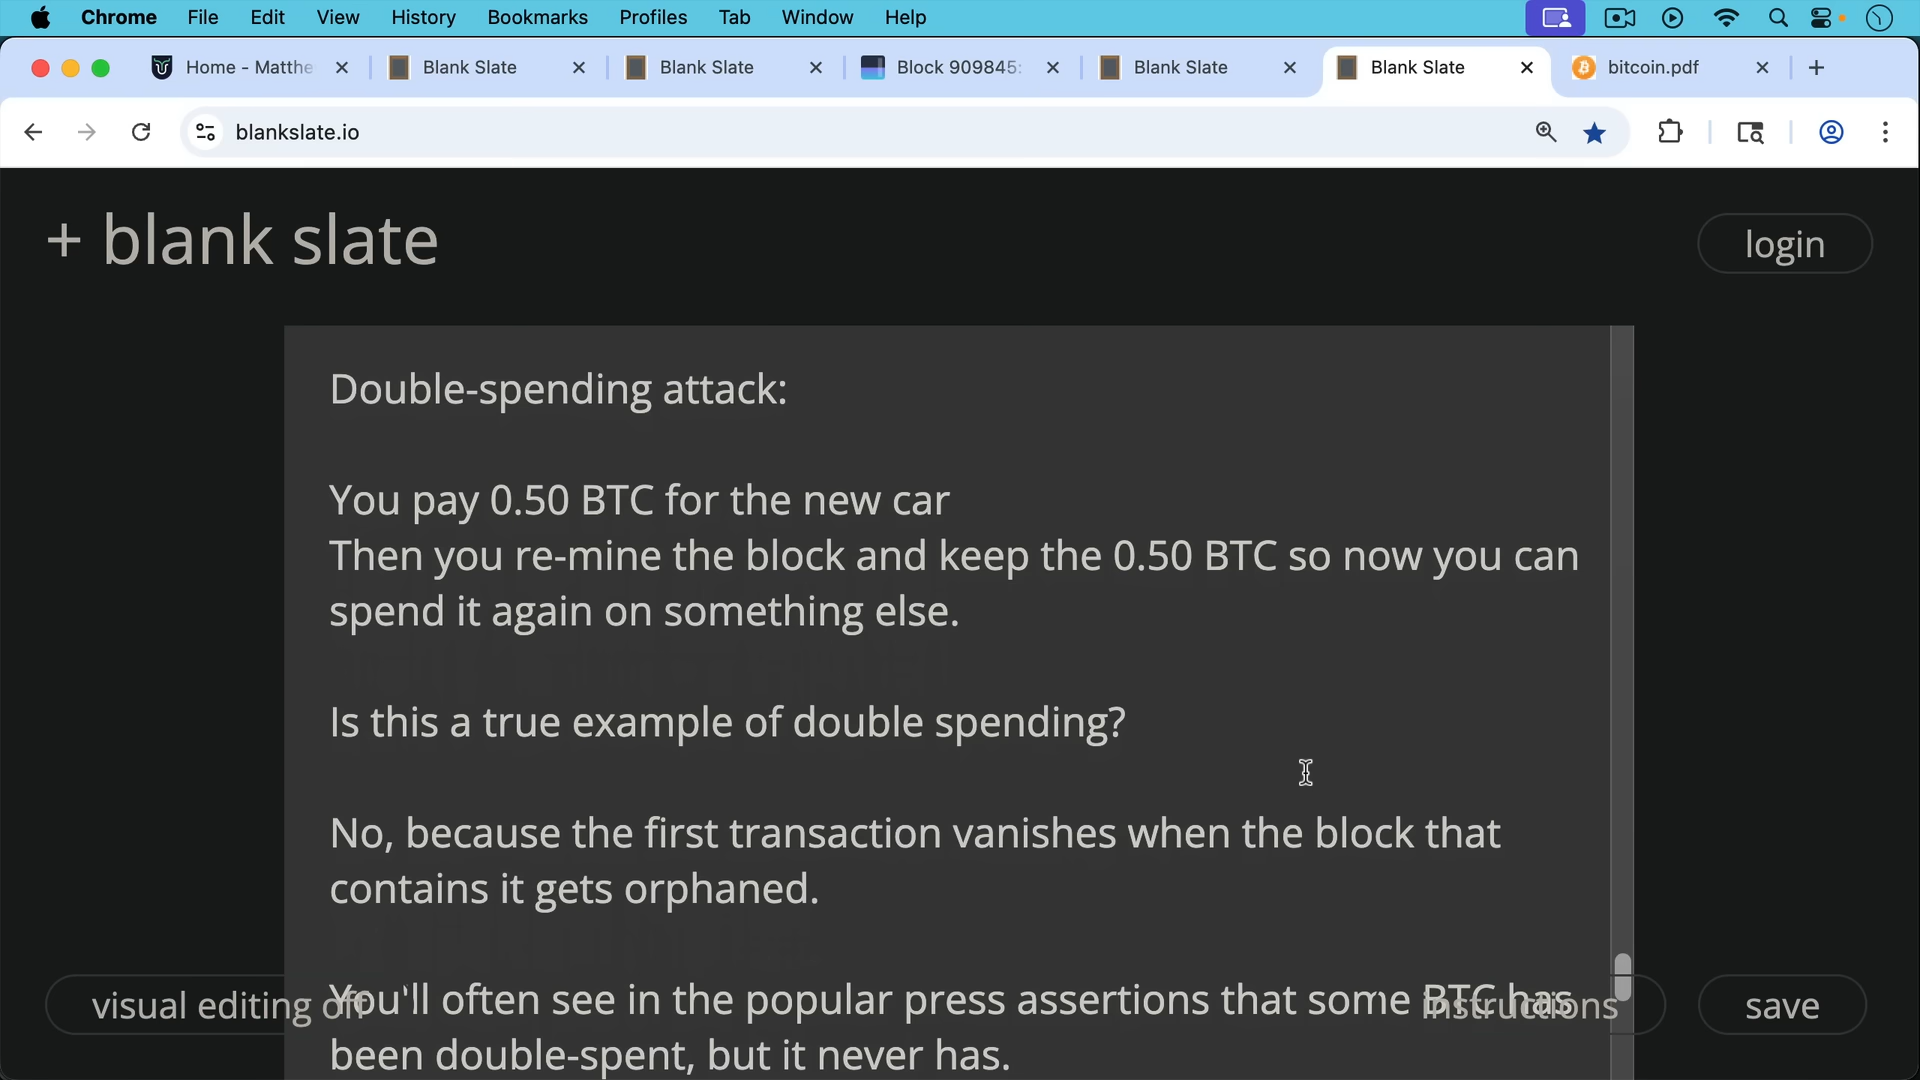 Chrome File Edit View History Bookmarks Profiles Tab Window Help
Home - Matthe Blank Slate Blank Slate Block 909845: Blank Slate Blank Slate bitcoin.pdf
blankslate.io
+ blank slate
login
Double-spending attack:
You pay 0.50 BTC for the new car
Then you re-mine the block and keep the 0.50 BTC so now you can
spend it again on something else.
Is this a true example of double spending?
No, because the first transaction vanishes when the block that
contains it gets orphaned.
You'll often see in the popular press assertions that some BTC has
been double-spent, but it never has.
visual editing off
instructions
save